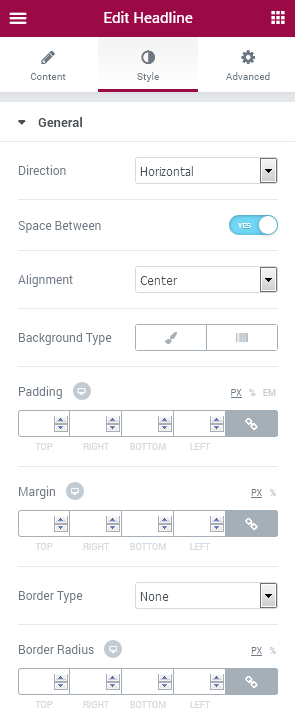 Edit Headline
Content Style Advanced
General
Direction Horizontal
Space Between YES
Alignment Center
Background Type
Padding PX % EM
TOP RIGHT BOTTOM LEFT
Margin PX %
TOP RIGHT BOTTOM LEFT
Border Type None
Border Radius PX %
TOP RIGHT BOTTOM LEFT